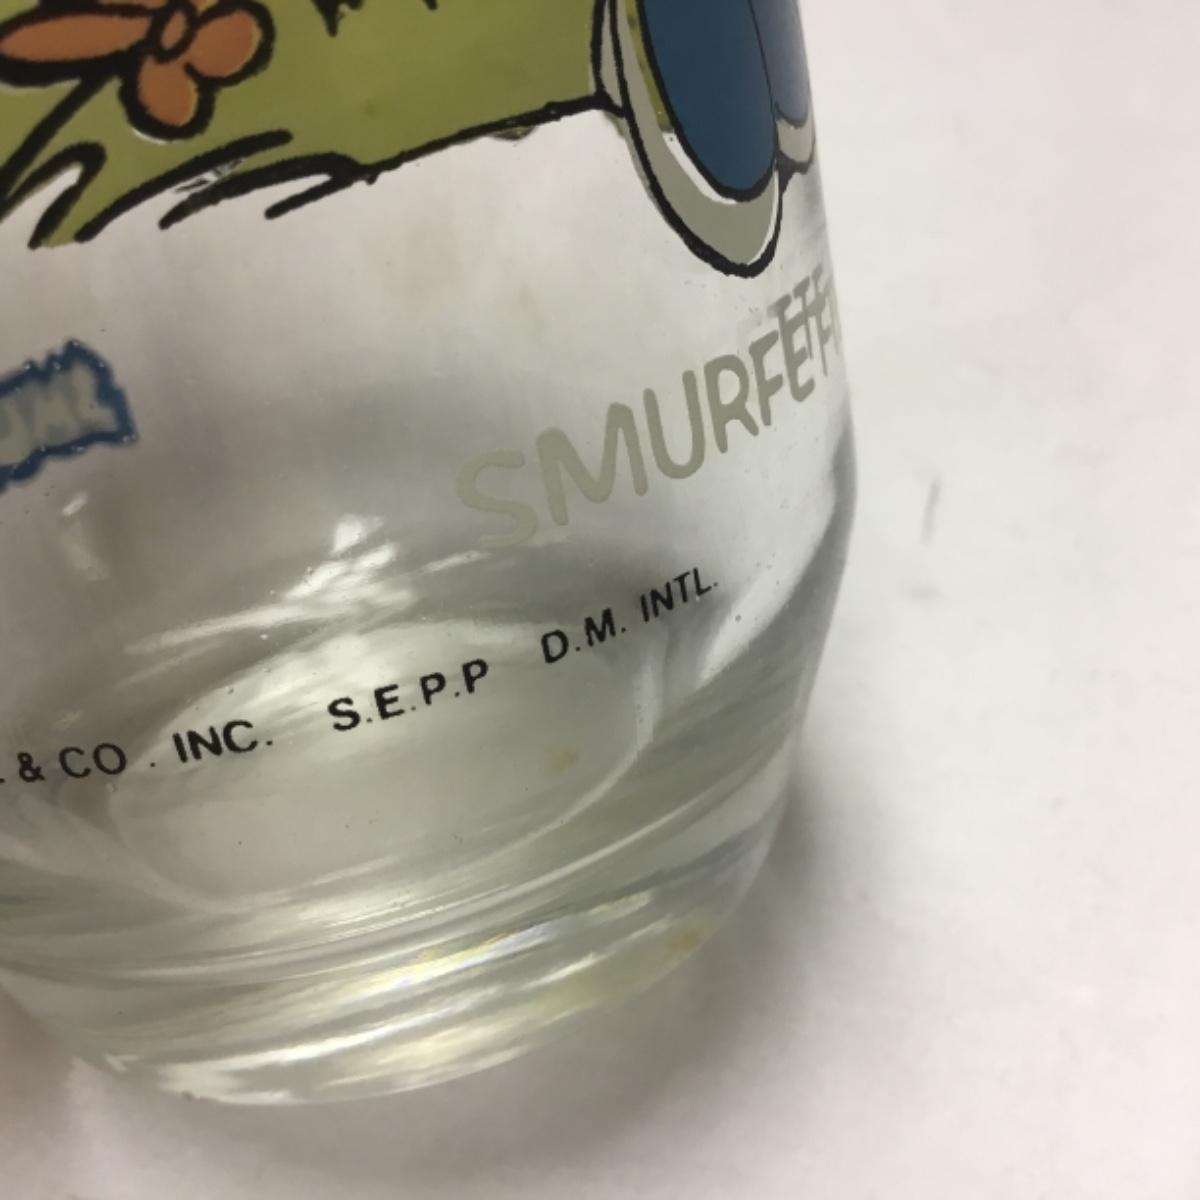 SMURFETTE
. & CO . INC. S.E.P.P D.M. INTL.